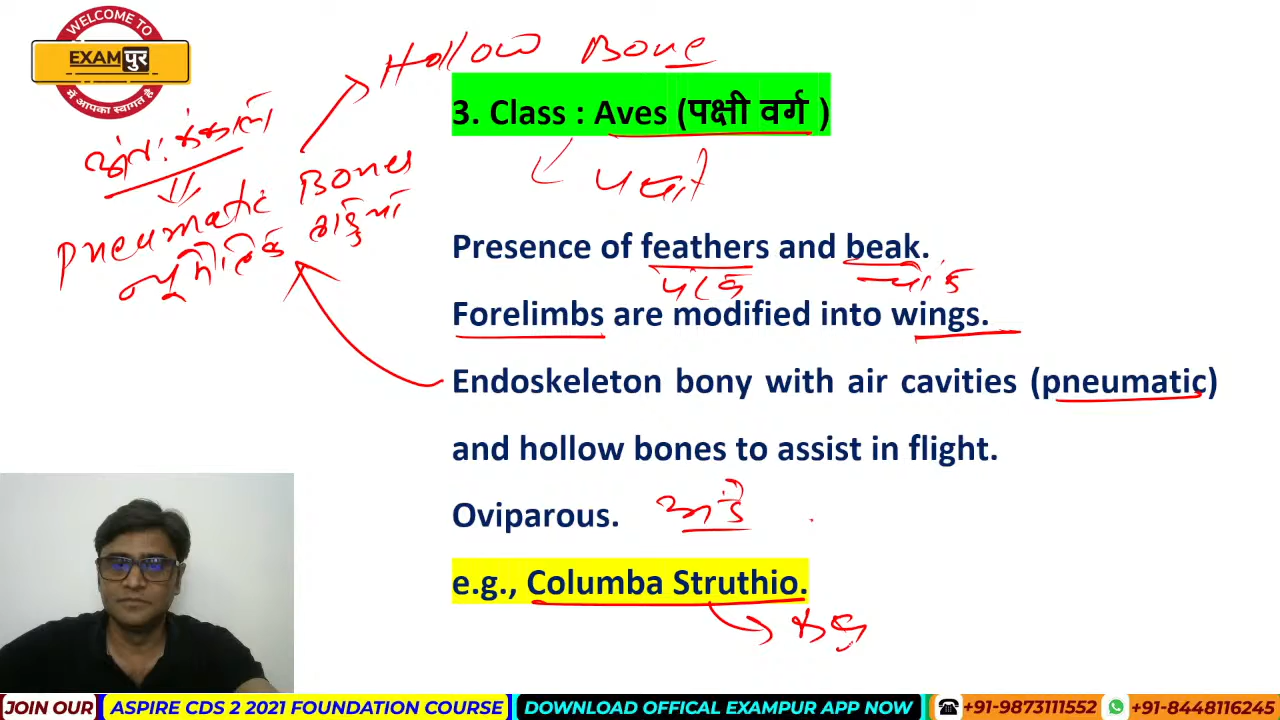 WELCOME TO
EXAMपुर
में आपका स्वागत है
Hollow Bone
3. Class : Aves (पक्षी वर्ग )
अंतः कंकाल
Pneumatic Bones
न्यूमेटिक हड्डियां
पक्षी
Presence of feathers and beak.
पंख चोंच
Forelimbs are modified into wings.
Endoskeleton bony with air cavities (pneumatic)
and hollow bones to assist in flight.
Oviparous. अंडे
e.g., Columba Struthio.
JOIN OUR ASPIRE CDS 2 2021 FOUNDATION COURSE DOWNLOAD OFFICIAL EXAMPUR APP NOW +91-9873111552 +91-8448116245